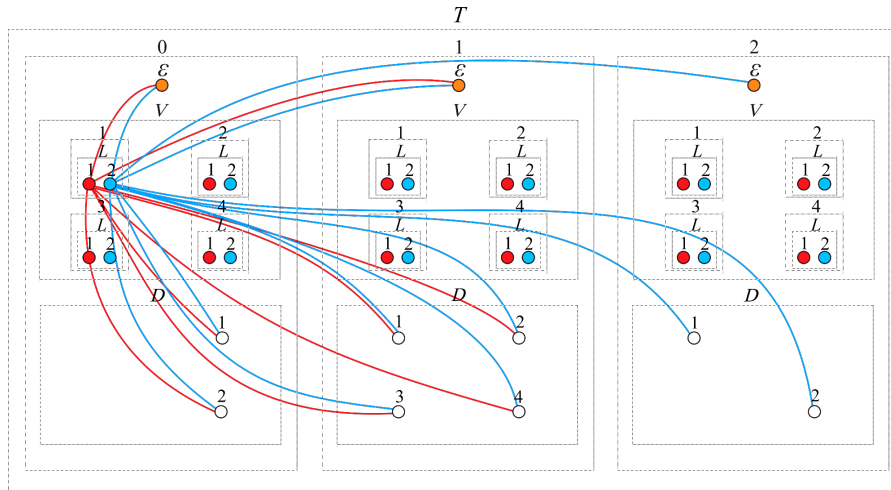 T
0 1 2
ε ε ε
V V V
1 2 1 2 1 2
L L L L L L
1 2 1 2 1 2 1 2 1 2 1 2
3 4 3 4 3 4
L L L L L L
1 2 1 2 1 2 1 2 1 2 1 2
D D
1 1 2 1
2 3 4 2